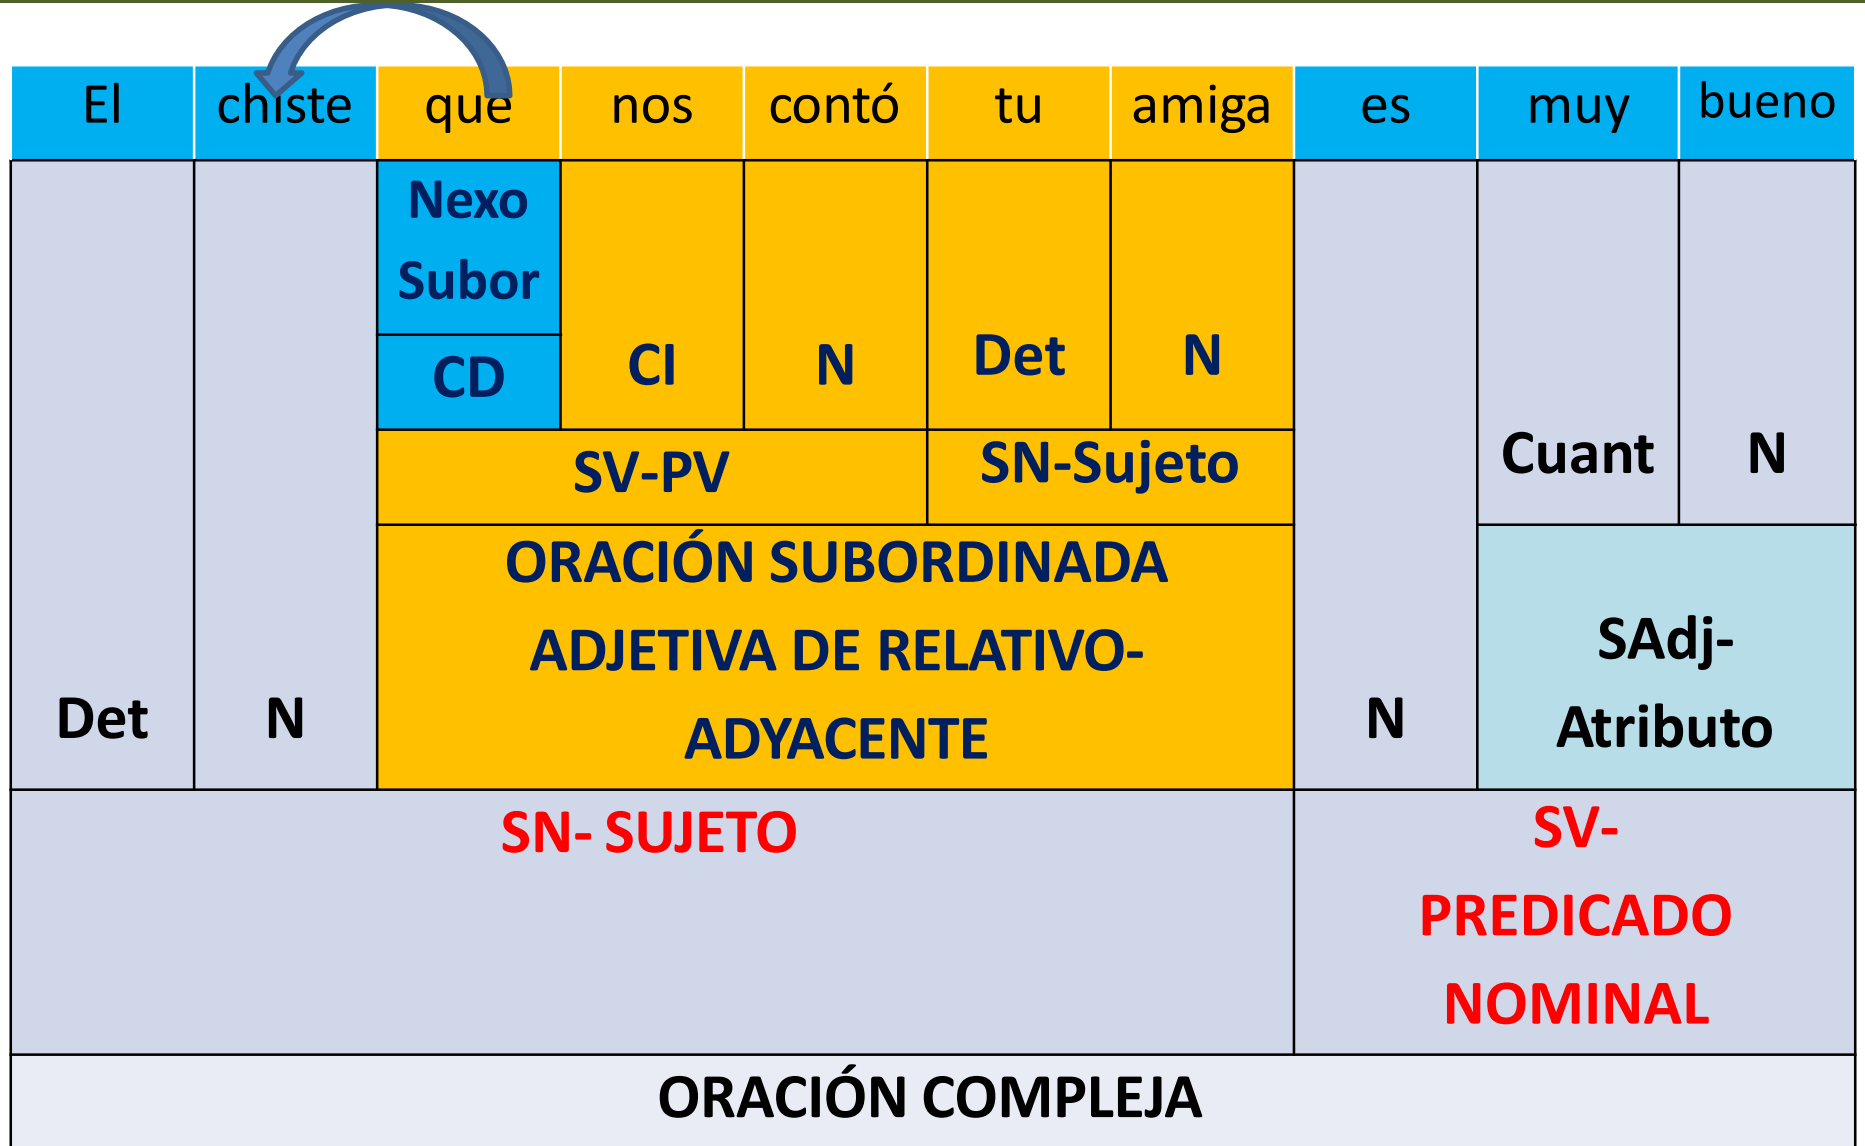 El chiste que nos contó tu amiga es muy bueno
Nexo
Subor
CD CI N Det N
Cuant N
SV-PV SN-Sujeto
ORACIÓN SUBORDINADA
ADJETIVA DE RELATIVO-
ADYACENTE
SAdj-
Atributo
Det N N
SN- SUJETO
SV-
PREDICADO
NOMINAL
ORACIÓN COMPLEJA